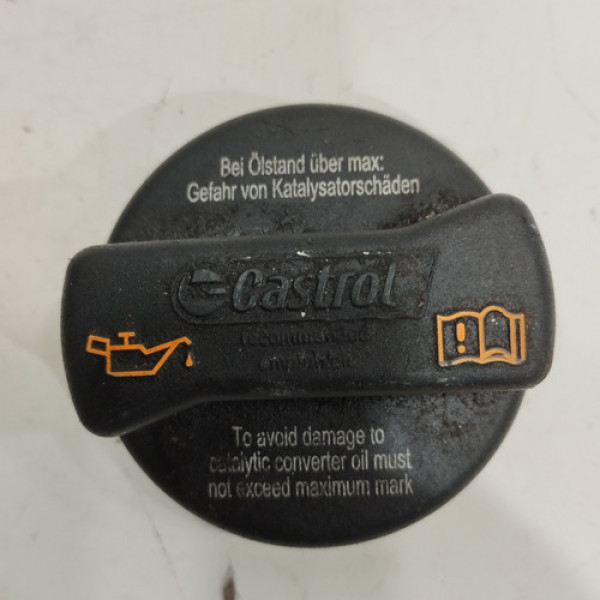 Bei Ölstand über max:
Gefahr von Katalysatorschäden
Castrol
recommended
To avoid damage to
catalytic converter oil must
not exceed maximum mark